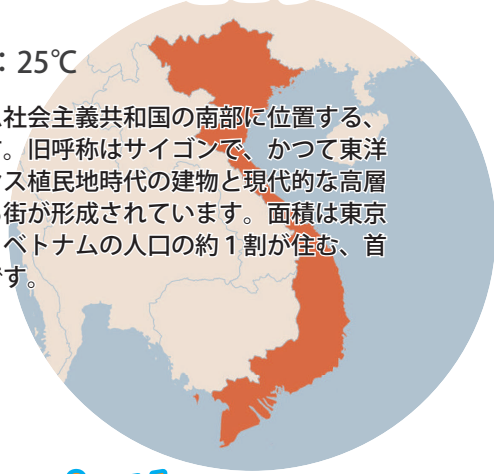 ：25℃
社会主義共和国の南部に位置する、
。旧呼称はサイゴンで、かつて東洋
ス植民地時代の建物と現代的な高層
街が形成されています。面積は東京
ベトナムの人口の約１割が住む、首
です。